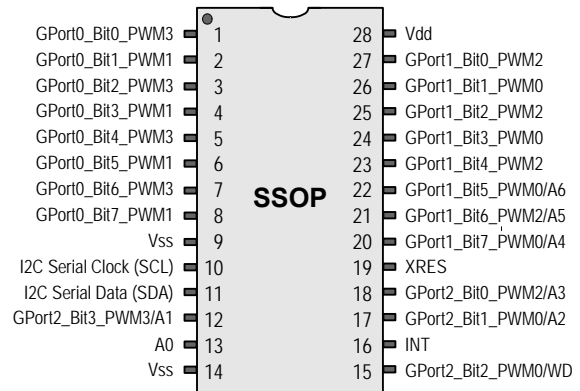 GPort0_Bit0_PWM3 1 28 Vdd
GPort0_Bit1_PWM1 2 27 GPort1_Bit0_PWM2
GPort0_Bit2_PWM3 3 26 GPort1_Bit1_PWM0
GPort0_Bit3_PWM1 4 25 GPort1_Bit2_PWM2
GPort0_Bit4_PWM3 5 24 GPort1_Bit3_PWM0
GPort0_Bit5_PWM1 6 23 GPort1_Bit4_PWM2
GPort0_Bit6_PWM3 7 SSOP 22 GPort1_Bit5_PWM0/A6
GPort0_Bit7_PWM1 8 21 GPort1_Bit6_PWM2/A5
Vss 9 20 GPort1_Bit7_PWM0/A4
I2C Serial Clock (SCL) 10 19 XRES
I2C Serial Data (SDA) 11 18 GPort2_Bit0_PWM2/A3
GPort2_Bit3_PWM3/A1 12 17 GPort2_Bit1_PWM0/A2
A0 13 16 INT
Vss 14 15 GPort2_Bit2_PWM0/WD